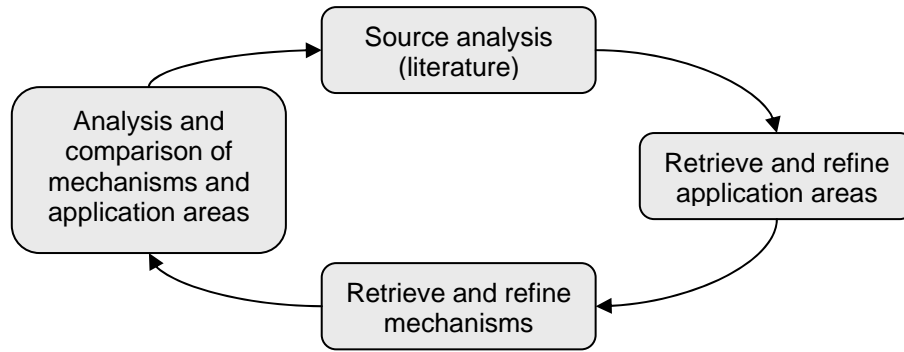 Source analysis
(literature)
Retrieve and refine
application areas
Retrieve and refine
mechanisms
Analysis and
comparison of
mechanisms and
application areas